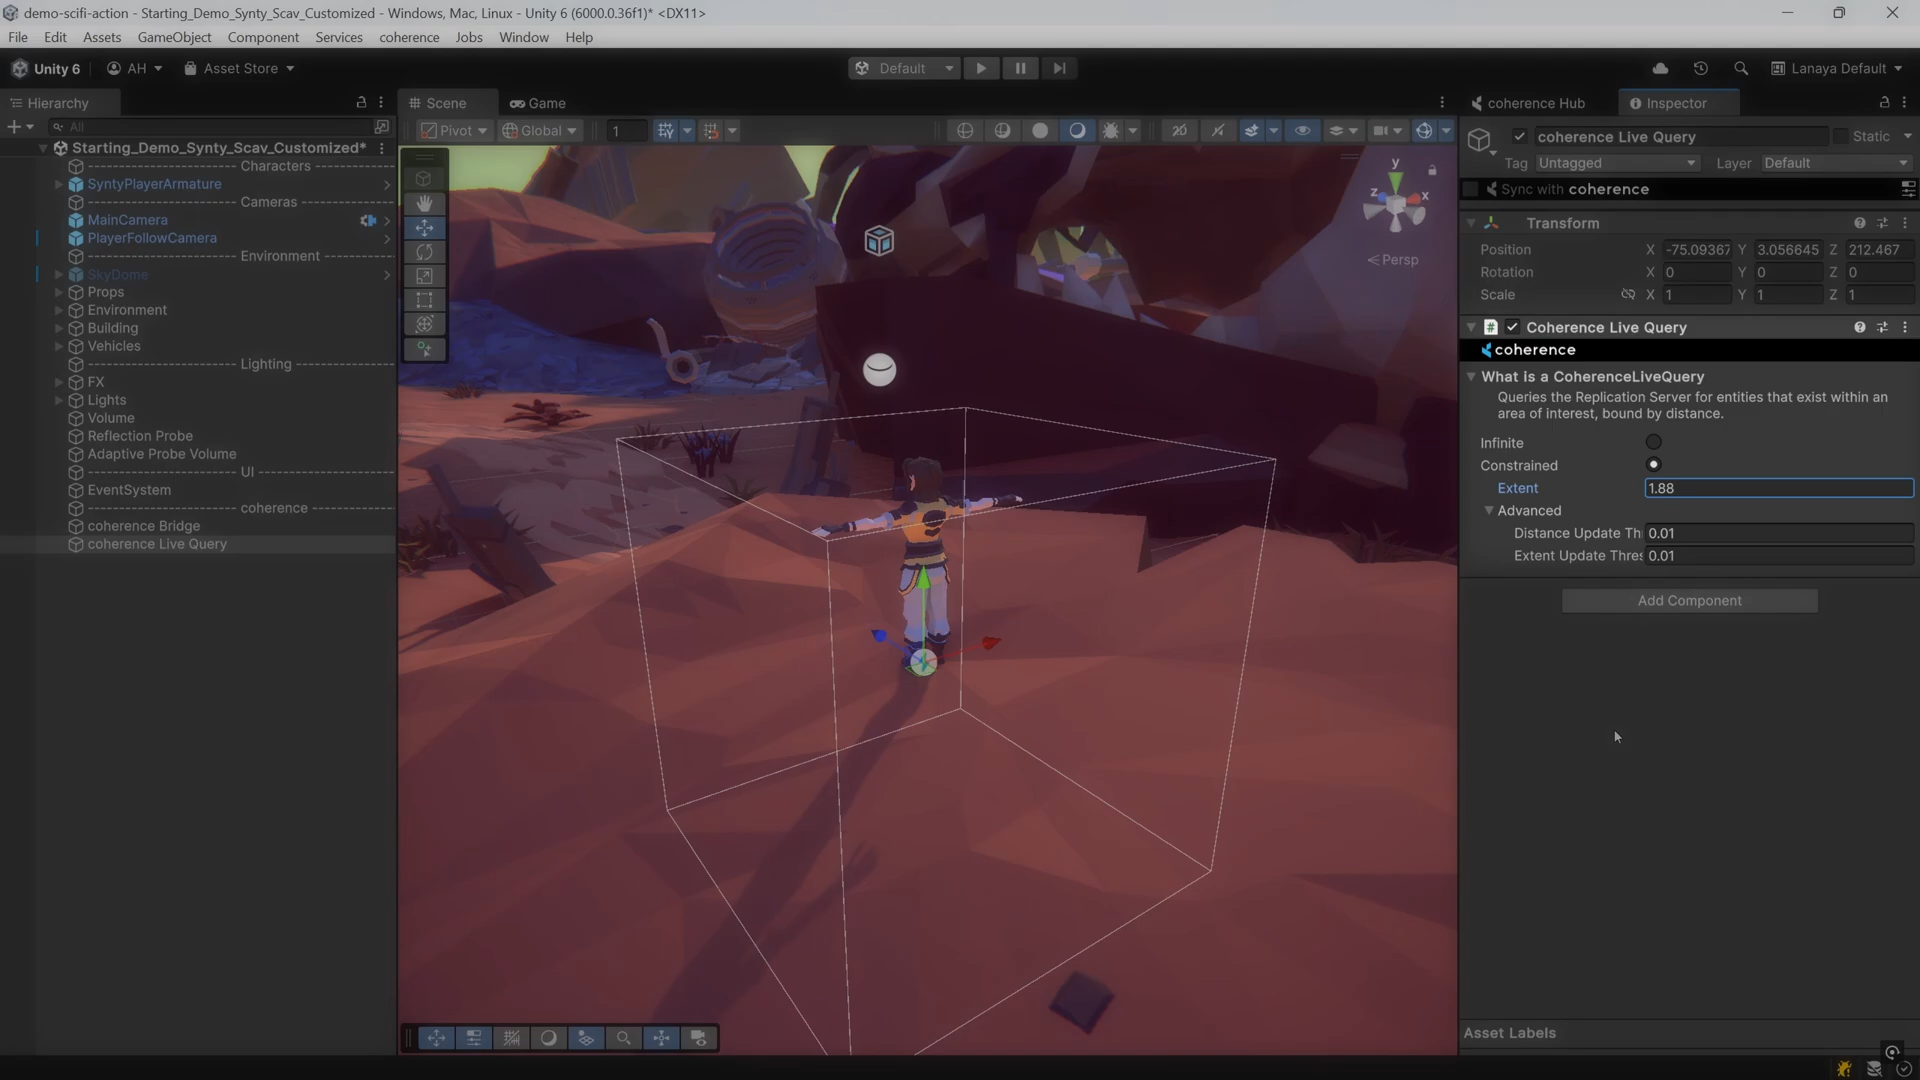 demo-scifi-action - Starting_Demo_Synty_Scav_Customized - Windows, Mac, Linux - Unity 6 (6000.0.36f1)* <DX11>
File Edit Assets GameObject Component Services coherence Jobs Window Help
Unity 6 AH Asset Store Default Lanaya Default
Hierarchy
All
Starting_Demo_Synty_Scav_Customized*
Characters
SyntyPlayerArmature
Cameras
MainCamera
PlayerFollowCamera
Environment
SkyDome
Props
Environment
Building
Vehicles
Lighting
FX
Lights
Volume
Reflection Probe
Adaptive Probe Volume
UI
EventSystem
coherence
coherence Bridge
coherence Live Query
Scene Game
Pivot Global 1 2D
y
z x
Persp
coherence Hub Inspector
coherence Live Query Static
Tag Untagged Layer Default
Sync with coherence
Transform
Position X -75.09367 Y 3.056645 Z 212.467
Rotation X 0 Y 0 Z 0
Scale X 1 Y 1 Z 1
# Coherence Live Query
coherence
What is a CoherenceLiveQuery
Queries the Replication Server for entities that exist within an
area of interest, bound by distance.
Infinite
Constrained
Extent 1.88
Advanced
Distance Update Th 0.01
Extent Update Thres 0.01
Add Component
Asset Labels